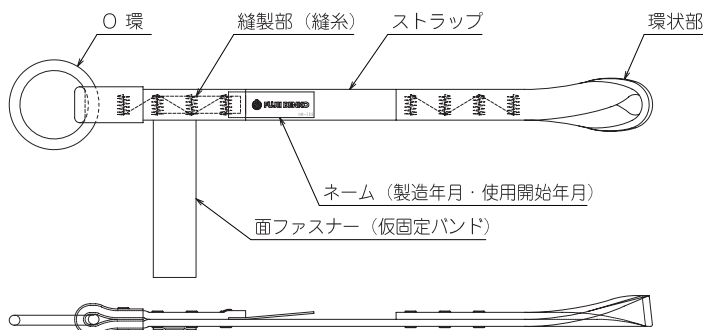 O 環
縫製部（縫糸）
ストラップ
環状部
FUJII DENKO
ネーム（製造年月・使用開始年月）
面ファスナー（仮固定バンド）